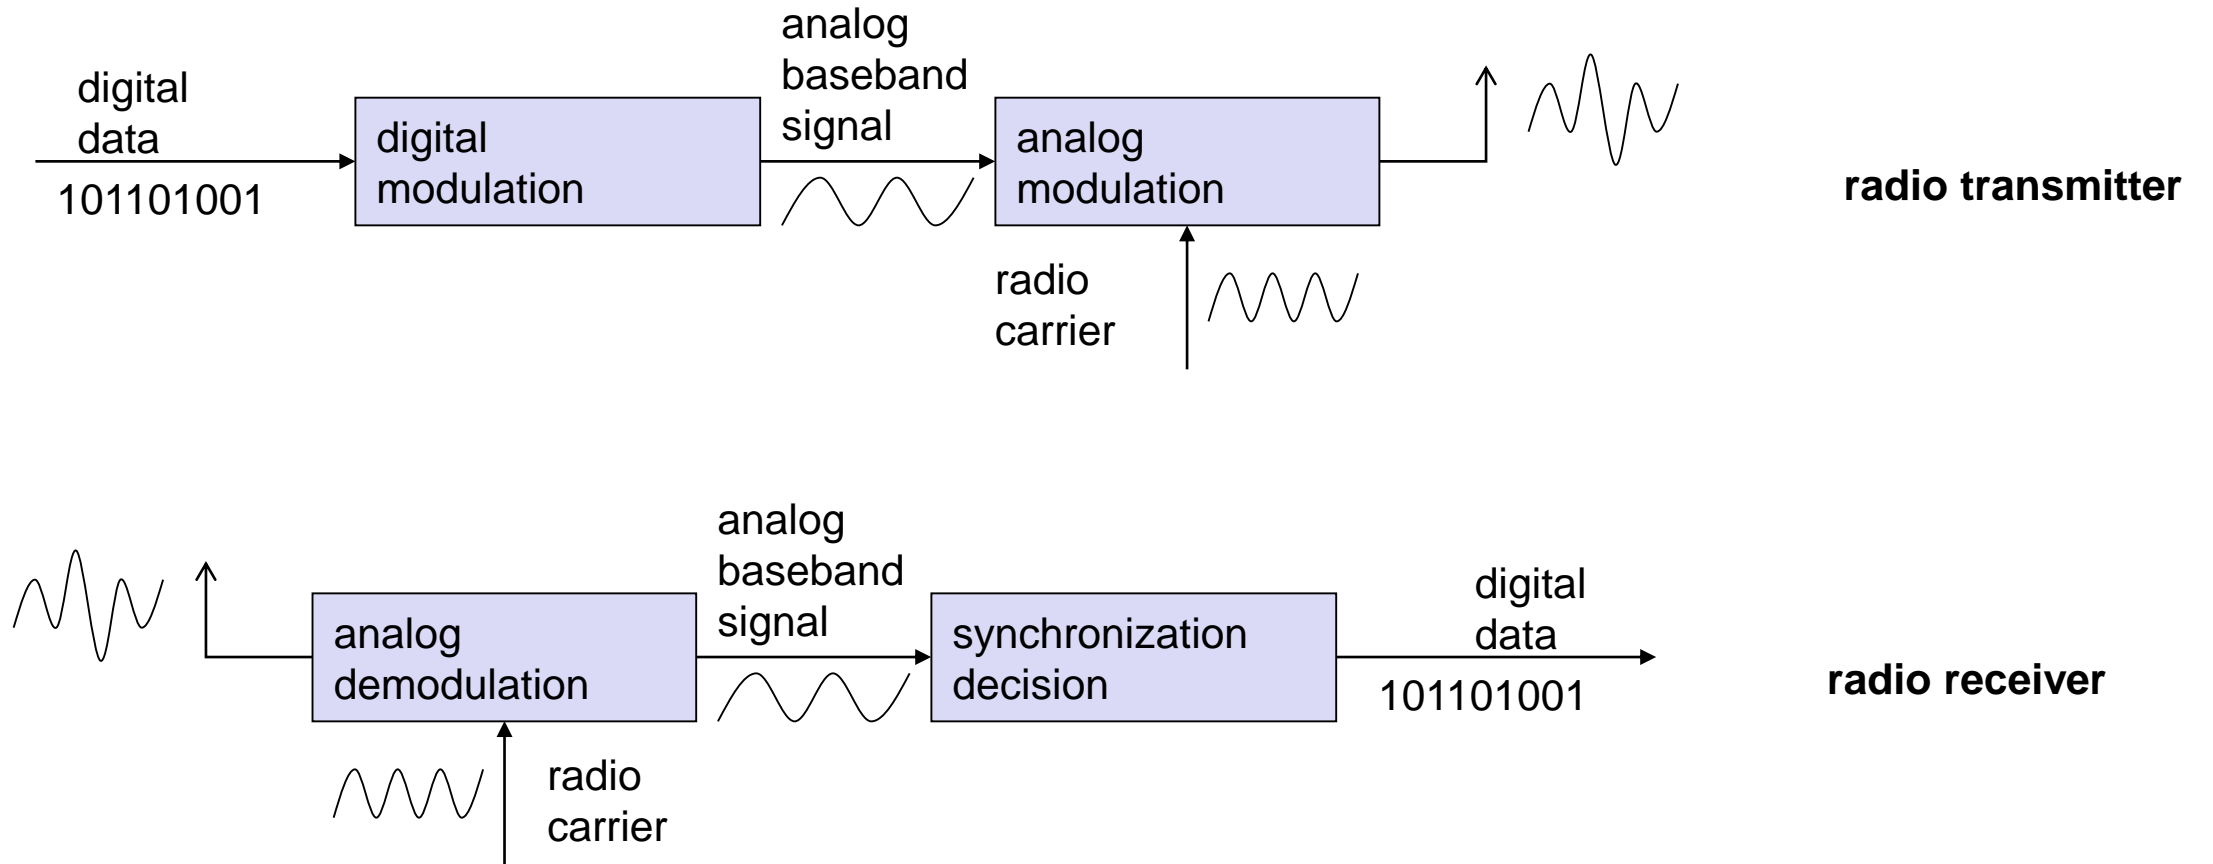 digital
data
101101001
digital
modulation
analog
baseband
signal
analog
modulation
radio
carrier
radio transmitter
analog
demodulation
radio
carrier
analog
baseband
signal
synchronization
decision
digital
data
101101001
radio receiver